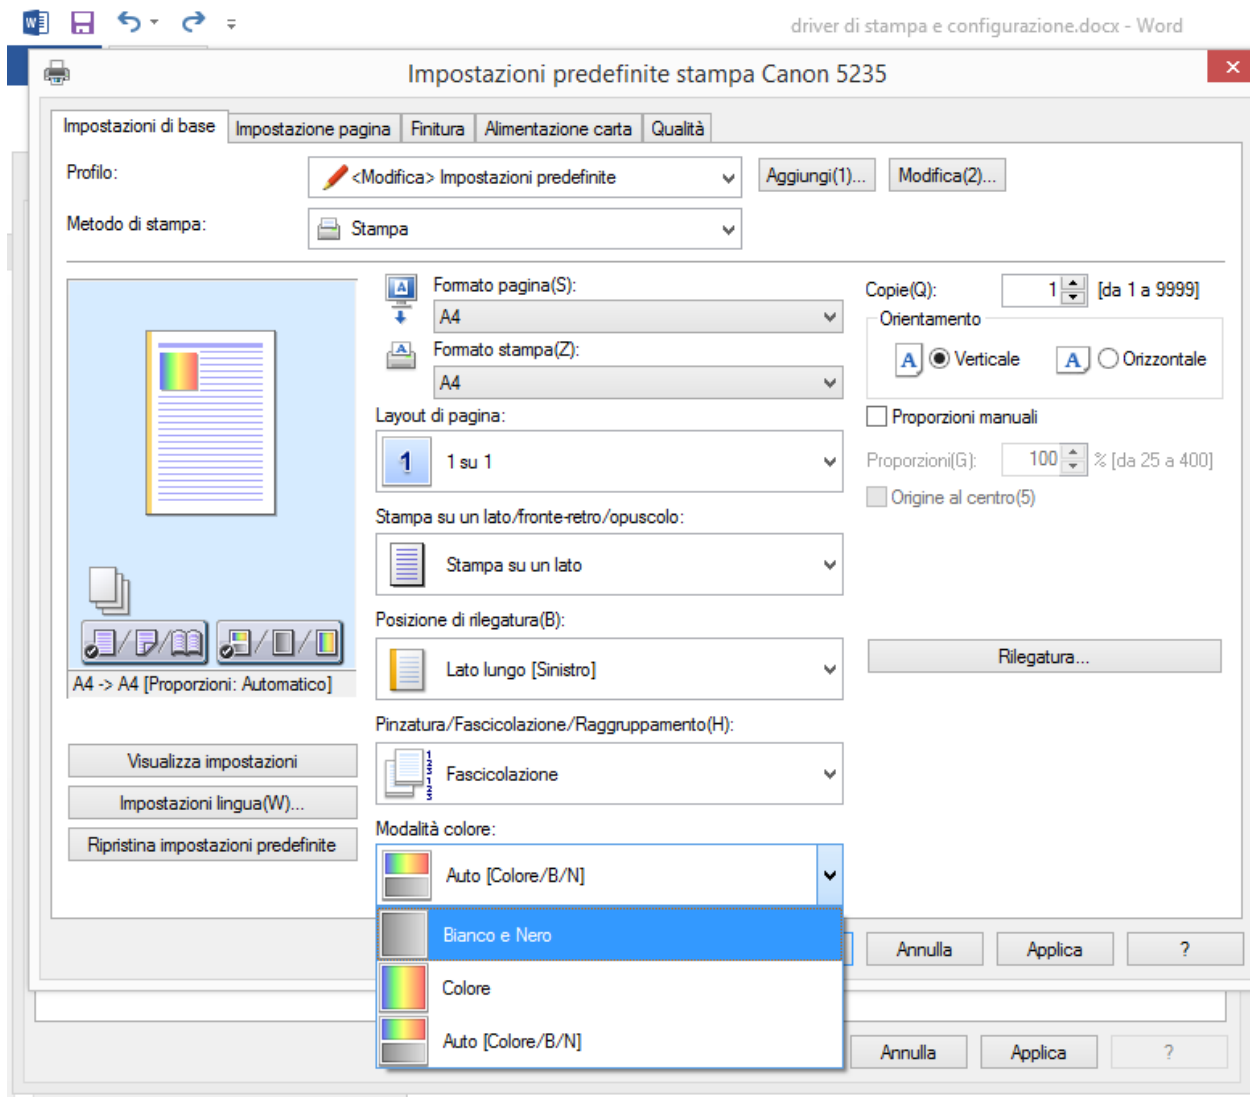 driver di stampa e configurazione.docx - Word
Impostazioni predefinite stampa Canon 5235
Impostazioni di base
Impostazione pagina
Finitura
Alimentazione carta
Qualità
Profilo:
<Modifica> Impostazioni predefinite
Aggiungi(1)...
Modifica(2)...
Metodo di stampa:
Stampa
Formato pagina(S):
A4
Formato stampa(Z):
A4
Layout di pagina:
1 su 1
Stampa su un lato/fronte-retro/opuscolo:
Stampa su un lato
Posizione di rilegatura(B):
Lato lungo [Sinistro]
Pinzatura/Fascicolazione/Raggruppamento(H):
Fascicolazione
Modalità colore:
Auto [Colore/B/N]
Bianco e Nero
Colore
Auto [Colore/B/N]
Copie(Q):
1
[da 1 a 9999]
Orientamento
Verticale
Orizzontale
Proporzioni manuali
Proporzioni(G):
100
% [da 25 a 400]
Origine al centro(5)
Rilegatura...
A4 -> A4 [Proporzioni: Automatico]
Visualizza impostazioni
Impostazioni lingua(W)...
Ripristina impostazioni predefinite
Annulla
Applica
?
Annulla
Applica
?